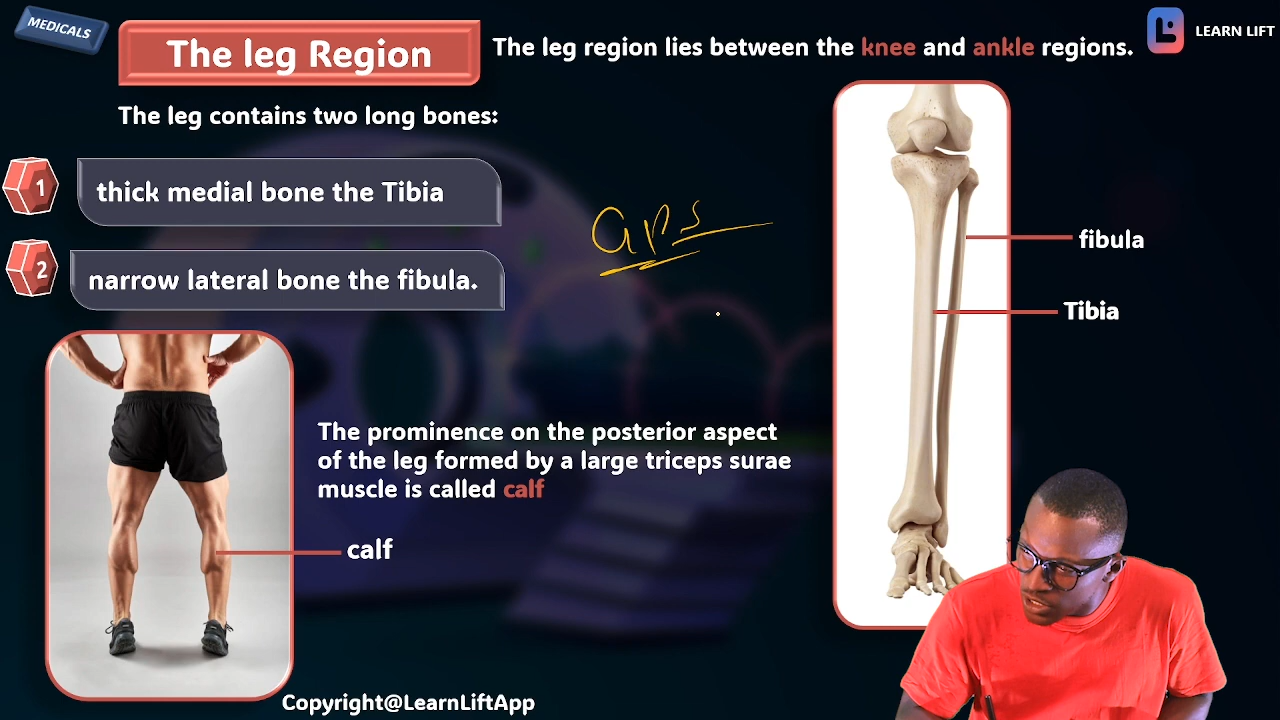 MEDICALS
The leg Region
The leg region lies between the knee and ankle regions.
LEARN LIFT
The leg contains two long bones:
1
thick medial bone the Tibia
2
narrow lateral bone the fibula.
fibula
Tibia
The prominence on the posterior aspect
of the leg formed by a large triceps surae
muscle is called calf
calf
Copyright@LearnLiftApp